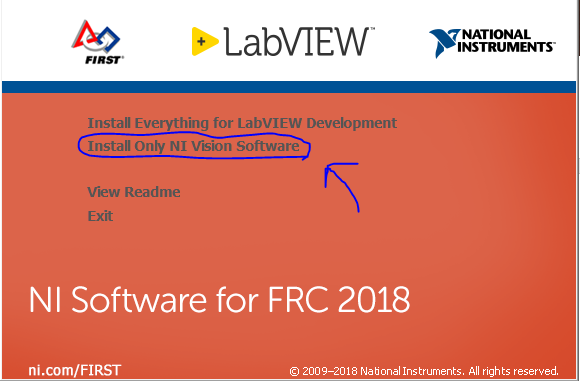 FIRST®
LabVIEW™
NATIONAL
INSTRUMENTS™
Install Everything for LabVIEW Development
Install Only NI Vision Software
View Readme
Exit
NI Software for FRC 2018
ni.com/FIRST
© 2009–2018 National Instruments. All rights reserved.